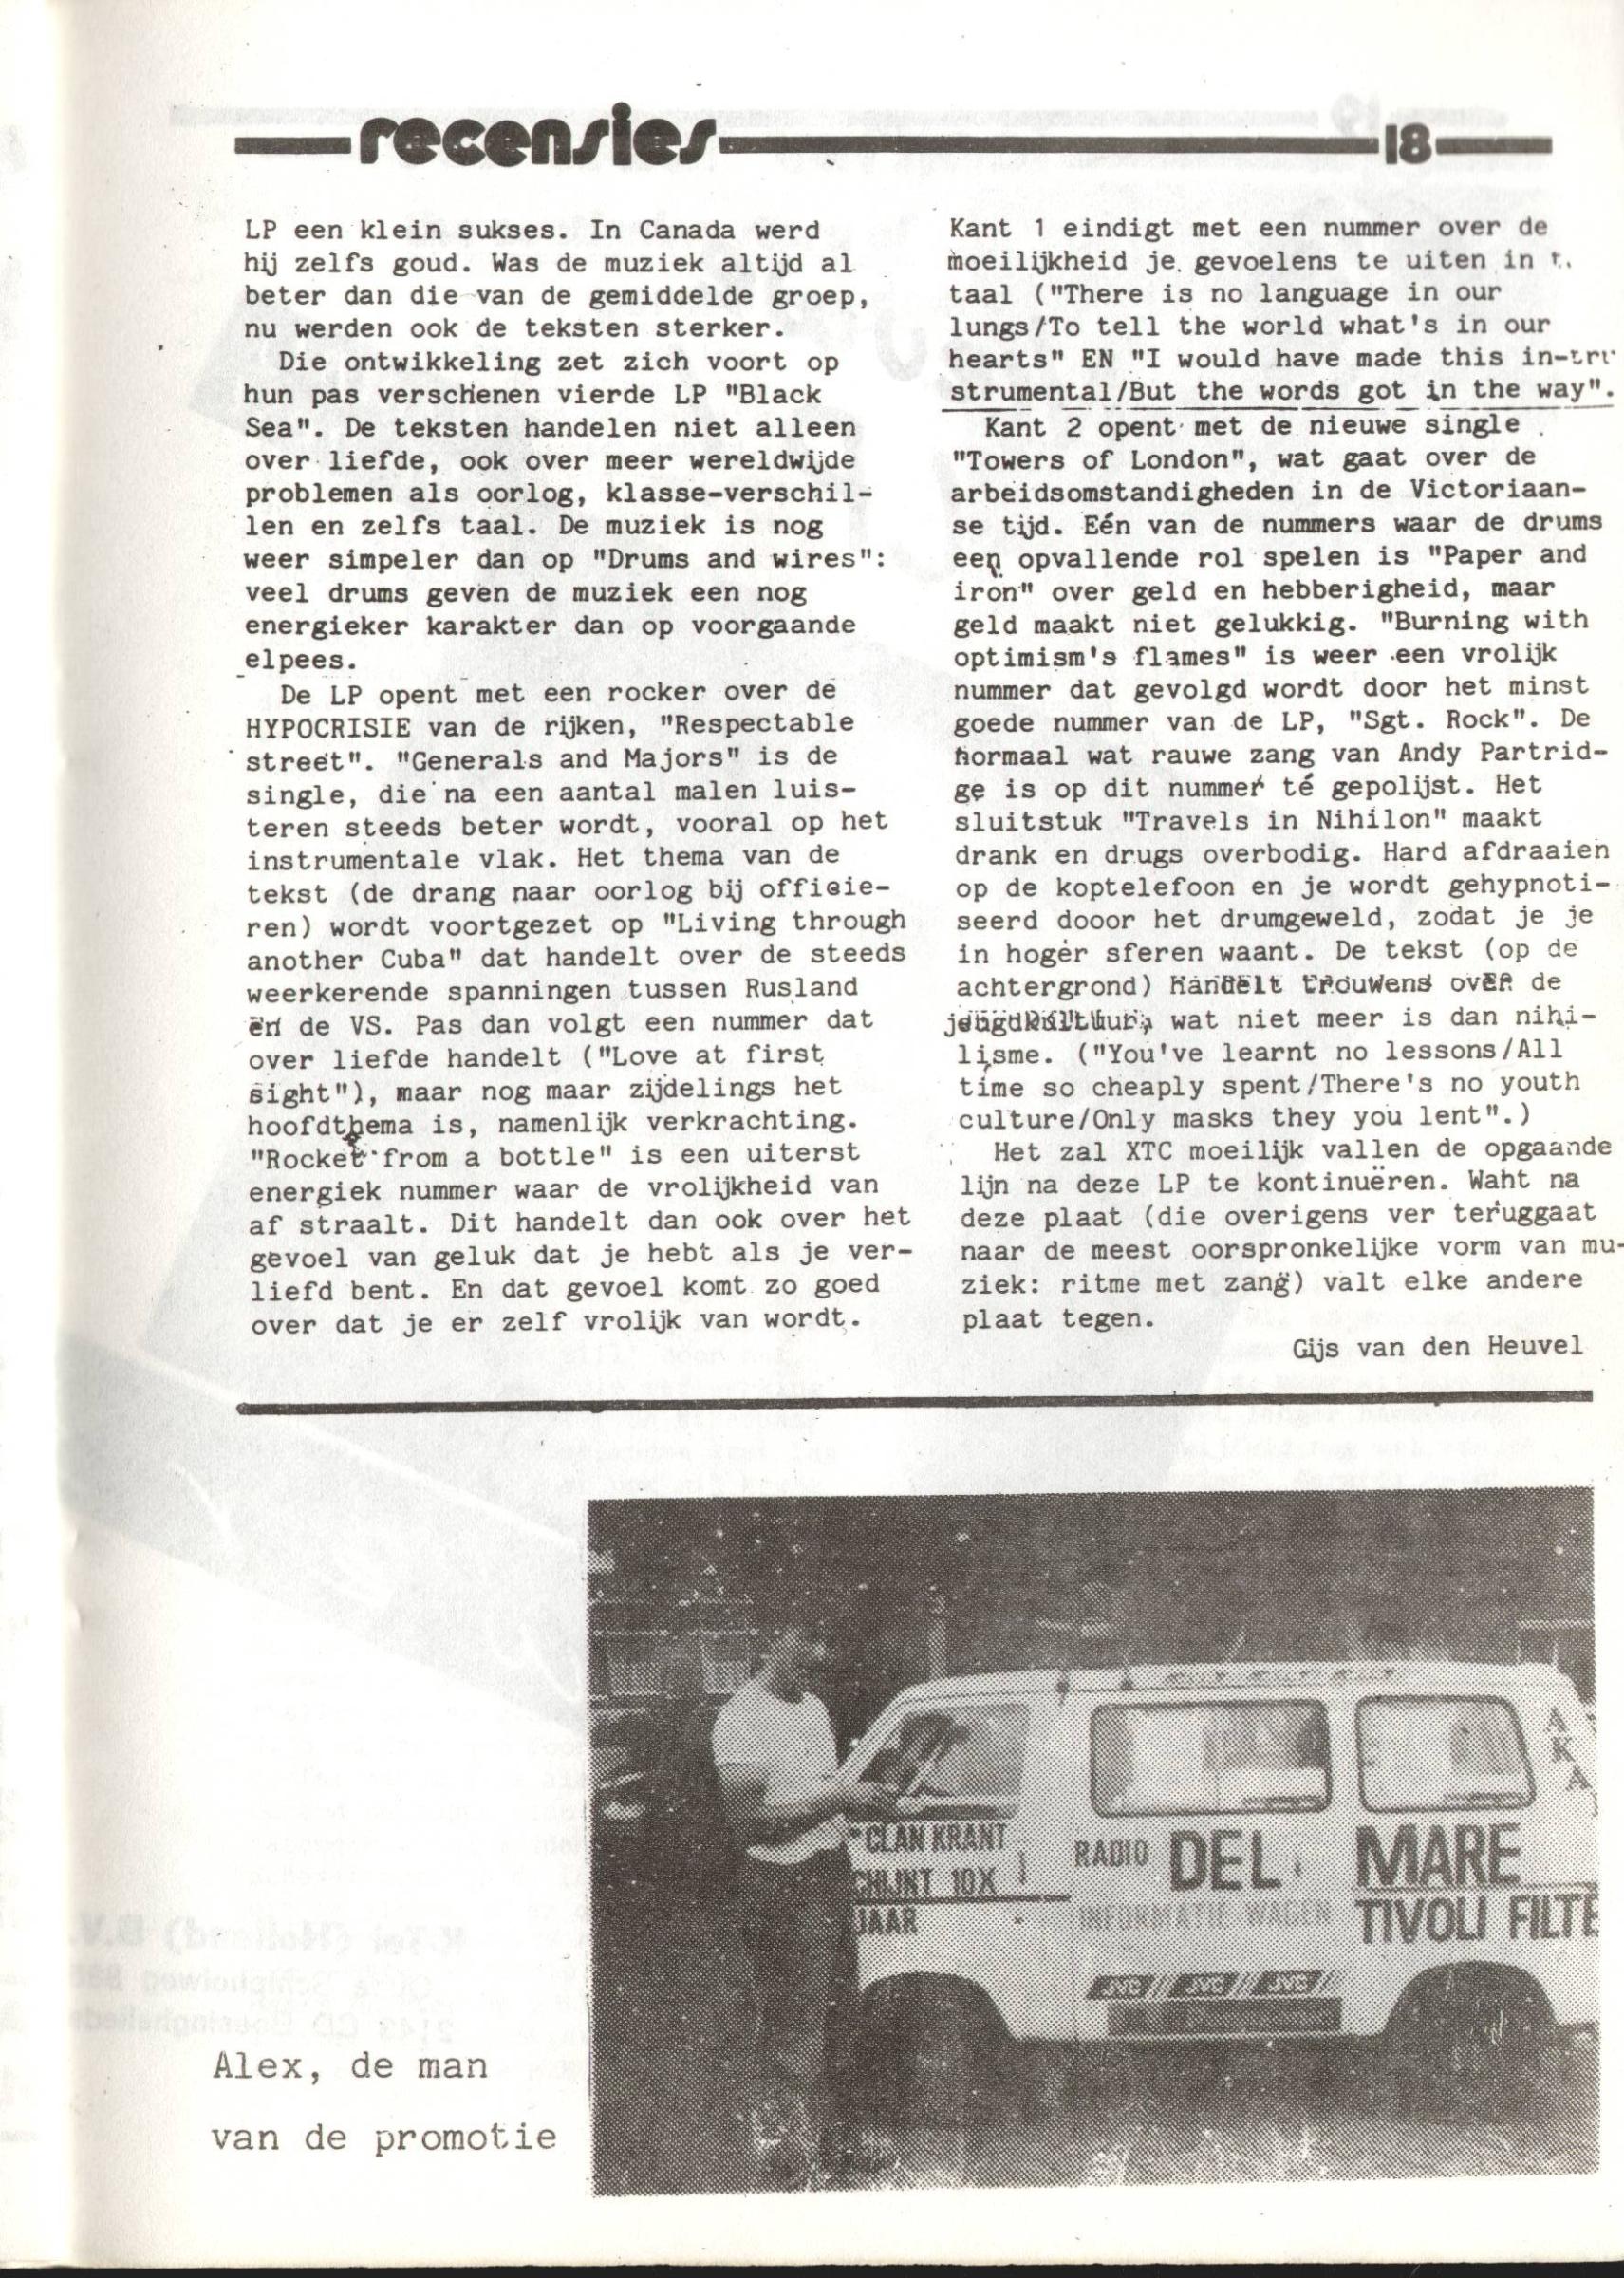 recensies 18
LP een klein sukses. In Canada werd
hij zelfs goud. Was de muziek altijd al
beter dan die van de gemiddelde groep,
nu werden ook de teksten sterker.
Die ontwikkeling zet zich voort op
hun pas verschenen vierde LP "Black
Sea". De teksten handelen niet alleen
over liefde, ook over meer wereldwijde
problemen als oorlog, klasse-verschil-
len en zelfs taal. De muziek is nog
weer simpeler dan op "Drums and wires":
veel drums geven de muziek een nog
energieker karakter dan op voorgaande
elpees.
De LP opent met een rocker over de
HYPOCRISIE van de rijken, "Respectable
street". "Generals and Majors" is de
single, die na een aantal malen luis-
teren steeds beter wordt, vooral op het
instrumentale vlak. Het thema van de
tekst (de drang naar oorlog bij officie-
ren) wordt voortgezet op "Living through
another Cuba" dat handelt over de steeds
weerkerende spanningen tussen Rusland
en de VS. Pas dan volgt een nummer dat
over liefde handelt ("Love at first
sight"), maar nog maar zijdelings het
hoofdthema is, namenlijk verkrachting.
"Rocket from a bottle" is een uiterst
energiek nummer waar de vrolijkheid van
af straalt. Dit handelt dan ook over het
gevoel van geluk dat je hebt als je ver-
liefd bent. En dat gevoel komt zo goed
over dat je er zelf vrolijk van wordt.
Kant 1 eindigt met een nummer over de
moeilijkheid je gevoelens te uiten in
taal ("There is no language in our
lungs/To tell the world what's in our
hearts" EN "I would have made this in-
strumental/But the words got in the way".
Kant 2 opent met de nieuwe single
"Towers of London", wat gaat over de
arbeidsomstandigheden in de Victoriaan-
se tijd. Eén van de nummers waar de drums
een opvallende rol spelen is "Paper and
iron" over geld en hebberigheid, maar
geld maakt niet gelukkig. "Burning with
optimism's flames" is weer een vrolijk
nummer dat gevolgd wordt door het minst
goede nummer van de LP, "Sgt. Rock". De
normaal wat rauwe zang van Andy Partrid-
ge is op dit nummer té gepolijst. Het
sluitstuk "Travels in Nihilon" maakt
drank en drugs overbodig. Hard afdraaien
op de koptelefoon en je wordt gehypnoti-
seerd dooor het drumgeweld, zodat je je
in hoger sferen waant. De tekst (op de
achtergrond) handelt trouwens over de
jeugdkultuur, wat niet meer is dan nihi-
lisme. ("You've learnt no lessons/All
time so cheaply spent/There's no youth
culture/Only masks they you lent".)
Het zal XTC moeilijk vallen de opgaande
lijn na deze LP te kontinuëren. Waht na
deze plaat (die overigens ver teruggaat
naar de meest oorspronkelijke vorm van mu-
ziek: ritme met zang) valt elke andere
plaat tegen.
Gijs van den Heuvel
CLAN KRANT
CHIJNT 10X
JAAR
RADIO DEL MARE
INFORMATIE WAGEN
TIVOLI FILTE
JVC JVC JVC
AKA
Alex, de man
van de promotie